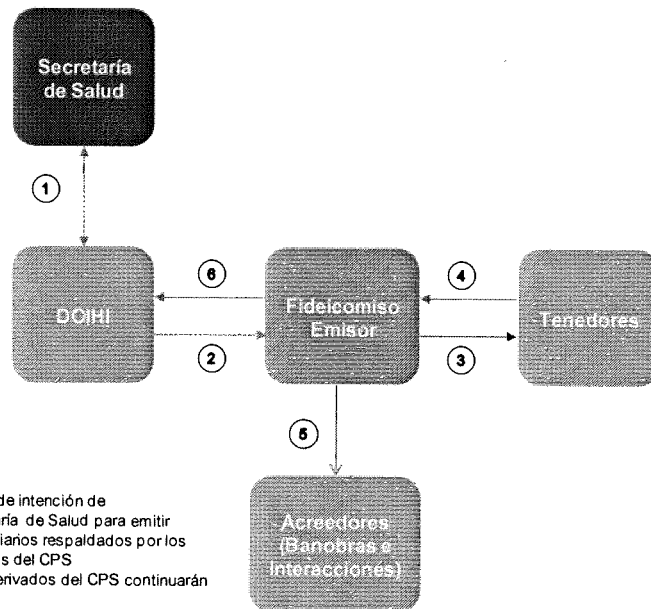 Secretaría
de Salud
1
6
4
DOIHI
Fideicomiso
Emisor
Tenedores
2
3
5
de intención de
ría de Salud para emitir
iarios respaldados por los
s del CPS
erivados del CPS continuarán
Acreedores
(Banobras e
Interacciones)